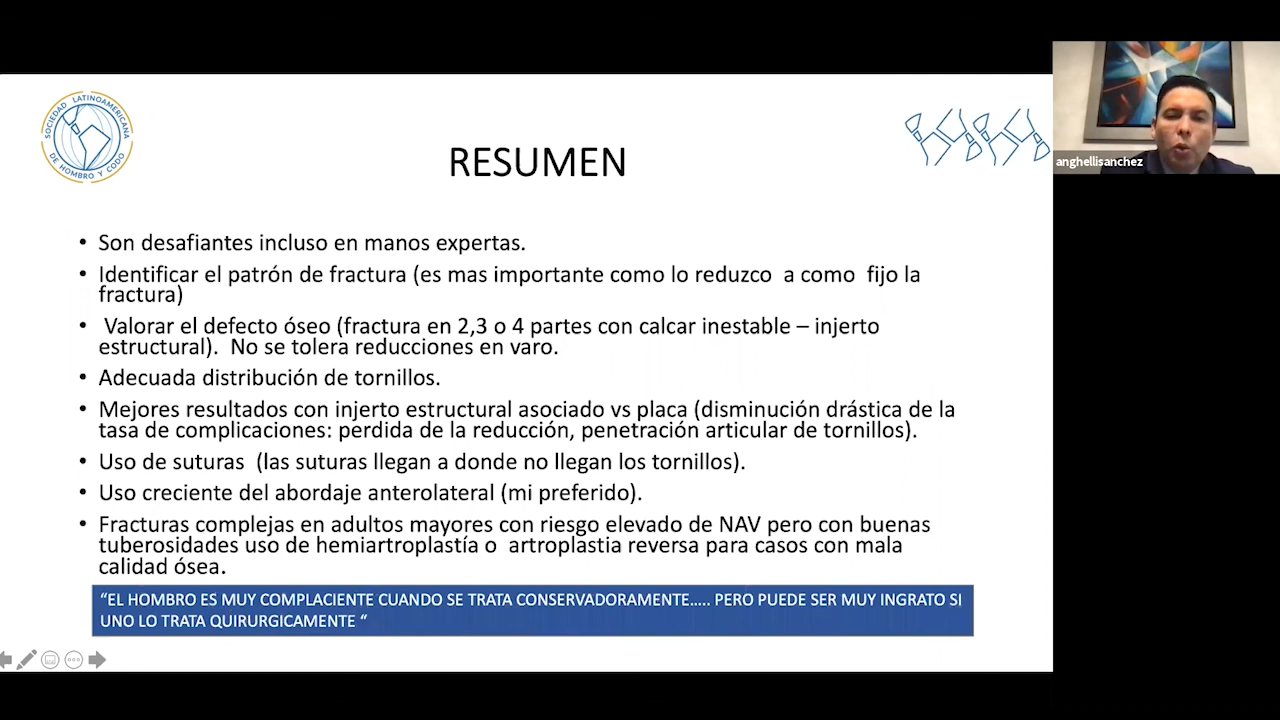 SOCIEDAD LATINOAMERICANA
DE HOMBRO Y CODO
RESUMEN
anghellisanchez
• Son desafiantes incluso en manos expertas.
• Identificar el patrón de fractura (es mas importante como lo reduzco a como fijo la
fractura)
• Valorar el defecto óseo (fractura en 2,3 o 4 partes con calcar inestable – injerto
estructural). No se tolera reducciones en varo.
• Adecuada distribución de tornillos.
• Mejores resultados con injerto estructural asociado vs placa (disminución drástica de la
tasa de complicaciones: perdida de la reducción, penetración articular de tornillos).
• Uso de suturas (las suturas llegan a donde no llegan los tornillos).
• Uso creciente del abordaje anterolateral (mi preferido).
• Fracturas complejas en adultos mayores con riesgo elevado de NAV pero con buenas
tuberosidades uso de hemiartroplastía o artroplastia reversa para casos con mala
calidad ósea.
“EL HOMBRO ES MUY COMPLACIENTE CUANDO SE TRATA CONSERVADORAMENTE….. PERO PUEDE SER MUY INGRATO SI
UNO LO TRATA QUIRURGICAMENTE “